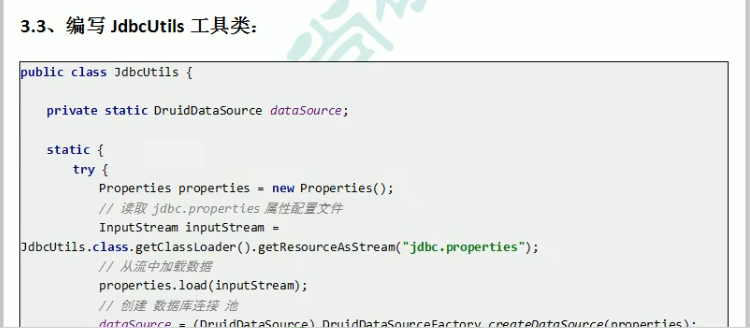 3.3、编写 JdbcUtils 工具类：
public class JdbcUtils {
private static DruidDataSource dataSource;
static {
try {
Properties properties = new Properties();
// 读取 jdbc.properties 属性配置文件
InputStream inputStream =
JdbcUtils.class.getClassLoader().getResourceAsStream("jdbc.properties");
// 从流中加载数据
properties.load(inputStream);
// 创建 数据库连接 池
dataSource = (DruidDataSource) DruidDataSourceFactory.createDataSource(properties);